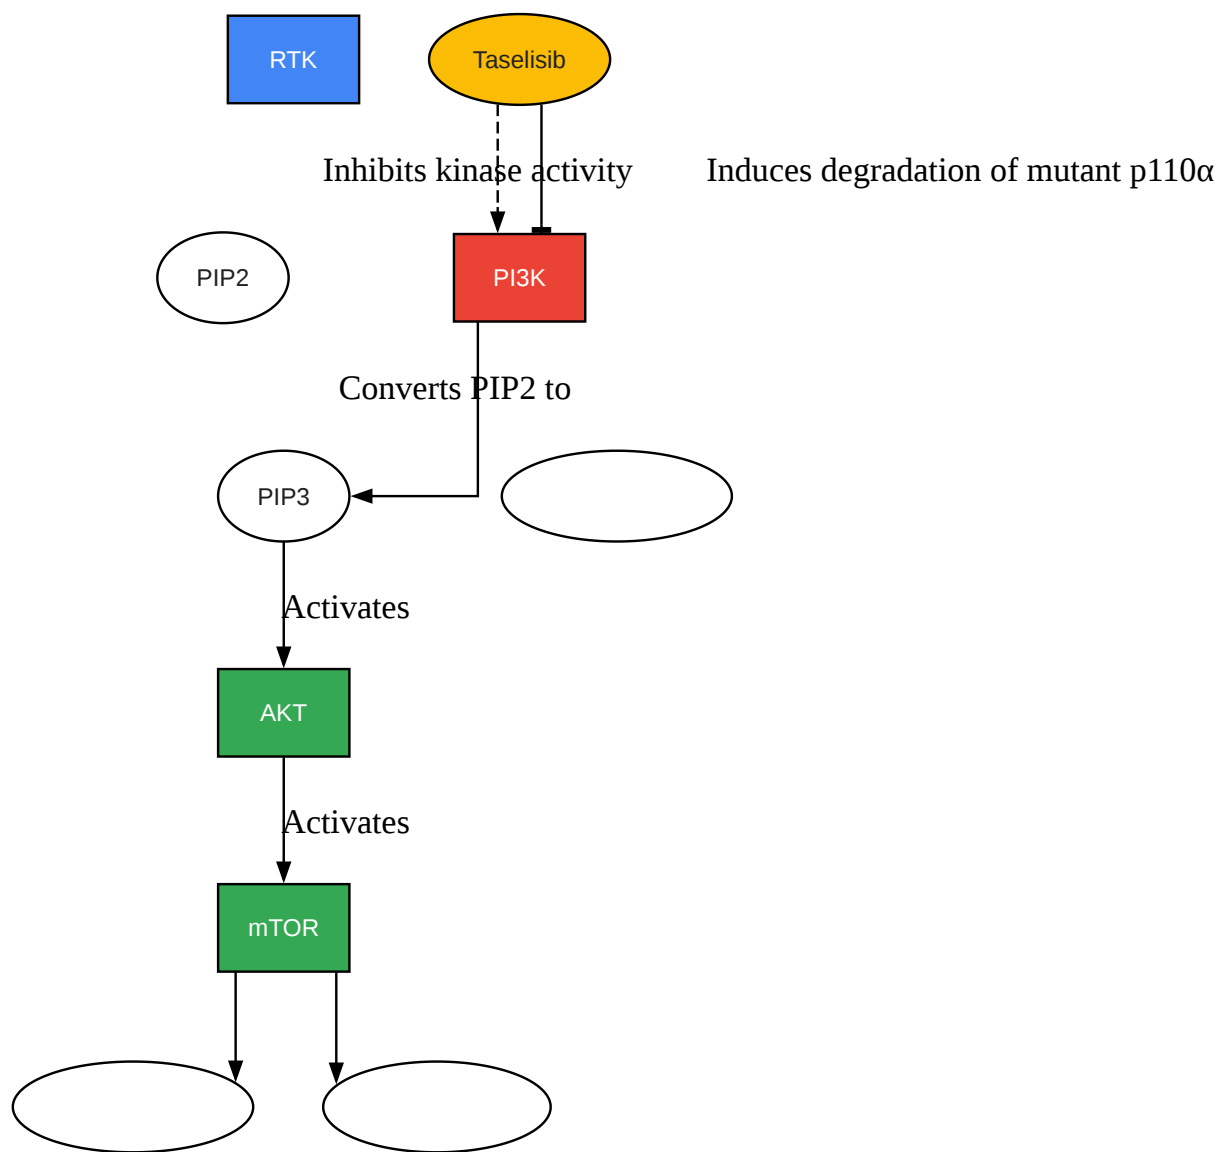 RTK
Taselisib
Inhibits kinase activity
Induces degradation of mutant p110α
PIP2
PI3K
Converts PIP2 to
PIP3
Activates
AKT
Activates
mTOR